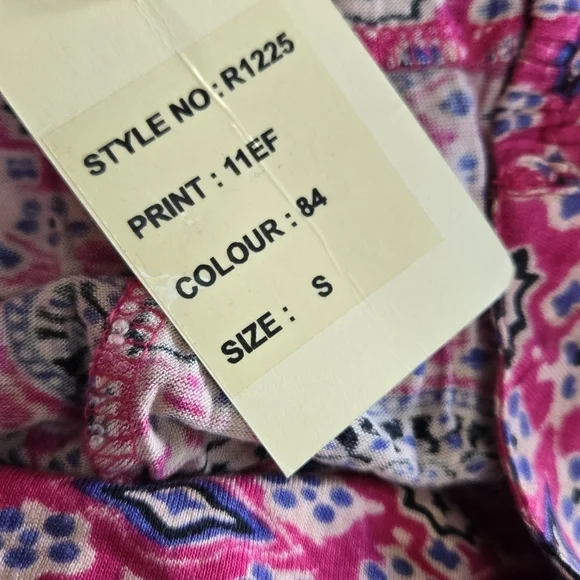 STYLE NO : R1225
PRINT : 11EF
COLOUR : 84
SIZE : S